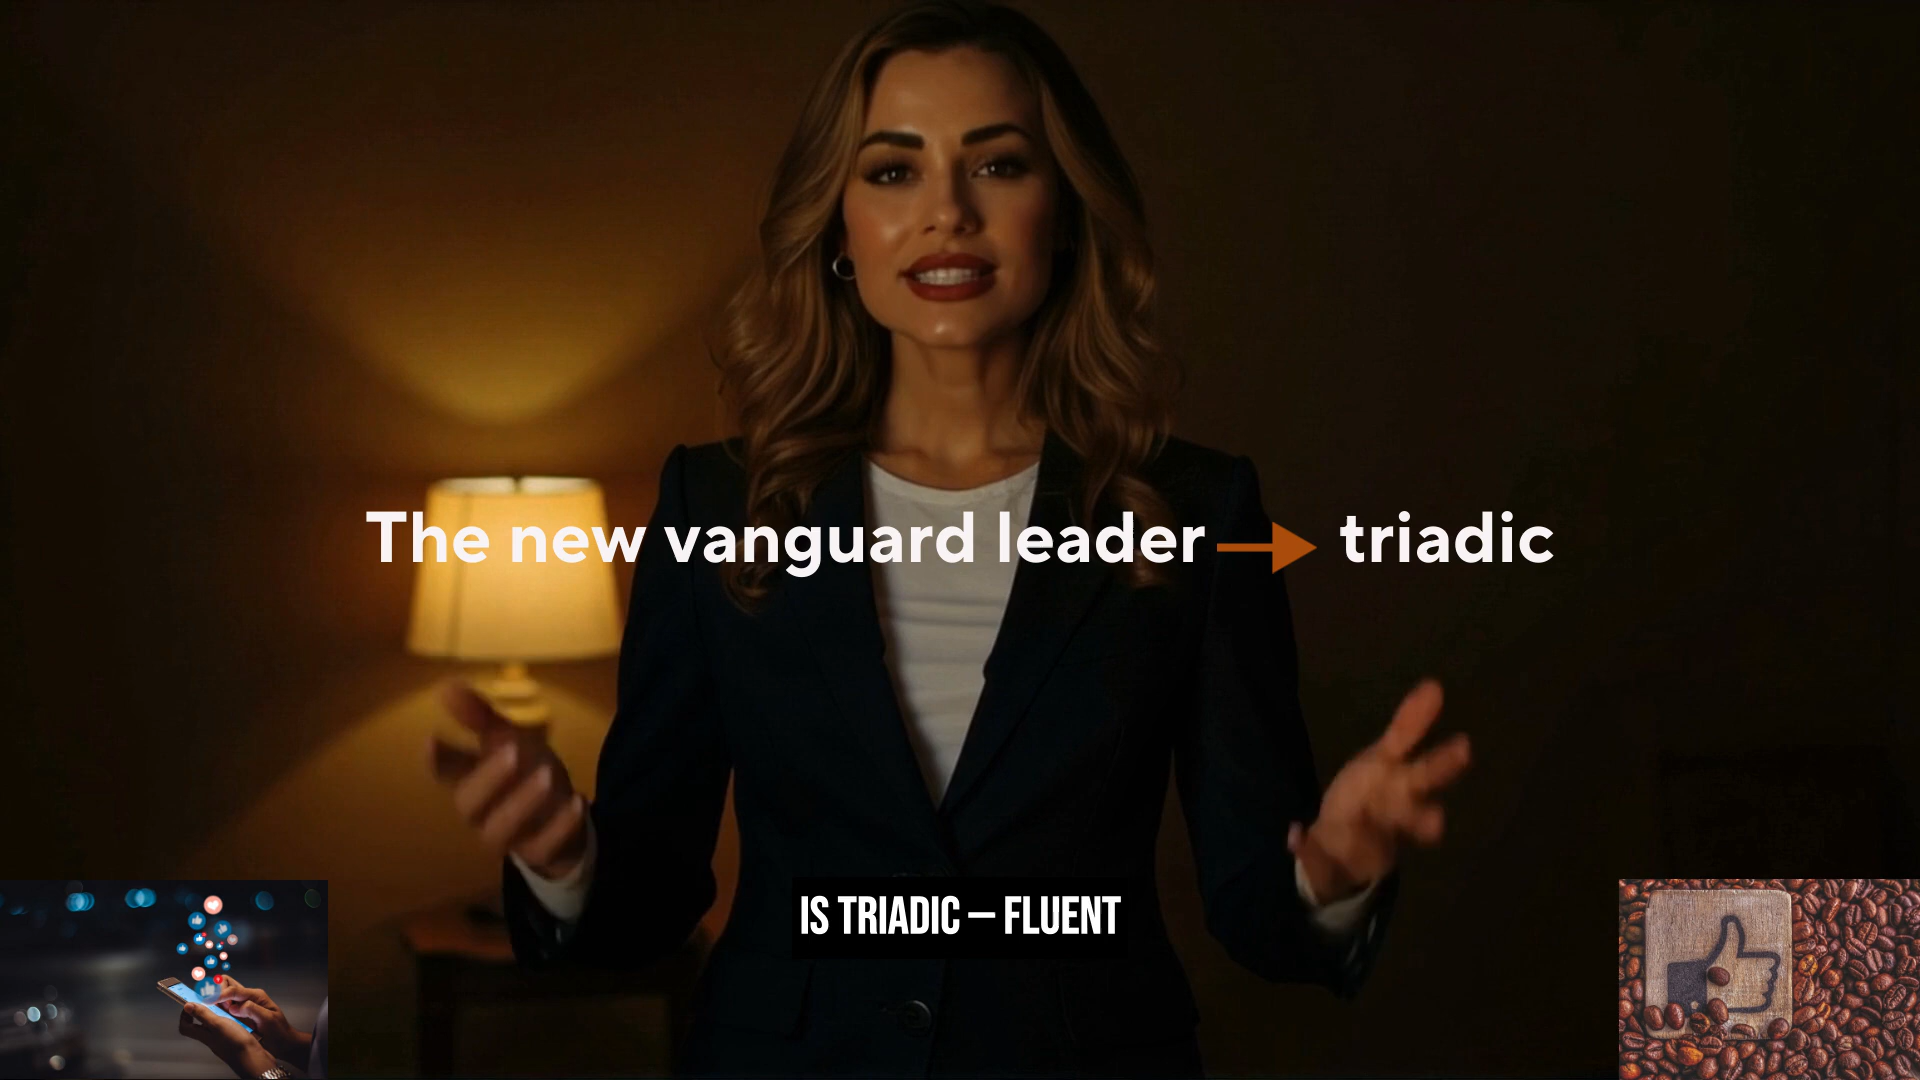 The new vanguard leader → triadic
IS TRIADIC – FLUENT